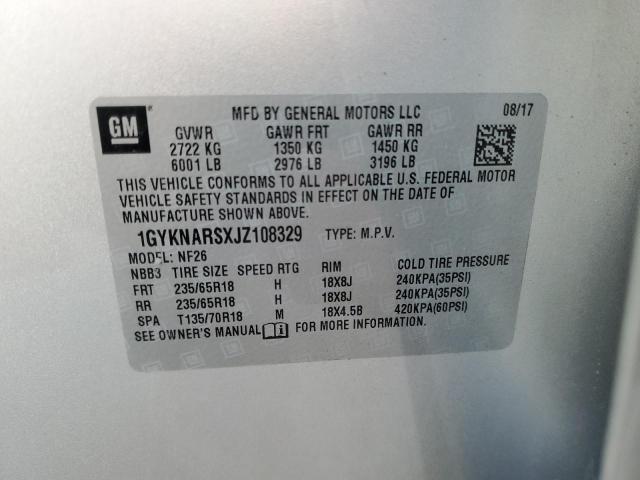 GM
MFD BY GENERAL MOTORS LLC 08/17
GVWR GAWR FRT GAWR RR
2722 KG 1350 KG 1450 KG
6001 LB 2976 LB 3196 LB
THIS VEHICLE CONFORMS TO ALL APPLICABLE U.S. FEDERAL MOTOR
VEHICLE SAFETY STANDARDS IN EFFECT ON THE DATE OF
MANUFACTURE SHOWN ABOVE.
1GYKNARSXJZ108329 TYPE: M.P.V.
MODEL: NF26
NBB3 TIRE SIZE SPEED RTG RIM COLD TIRE PRESSURE
FRT 235/65R18 H 18X8J 240KPA(35PSI)
RR 235/65R18 H 18X8J 240KPA(35PSI)
SPA T135/70R18 M 18X4.5B 420KPA(60PSI)
SEE OWNER'S MANUAL FOR MORE INFORMATION.